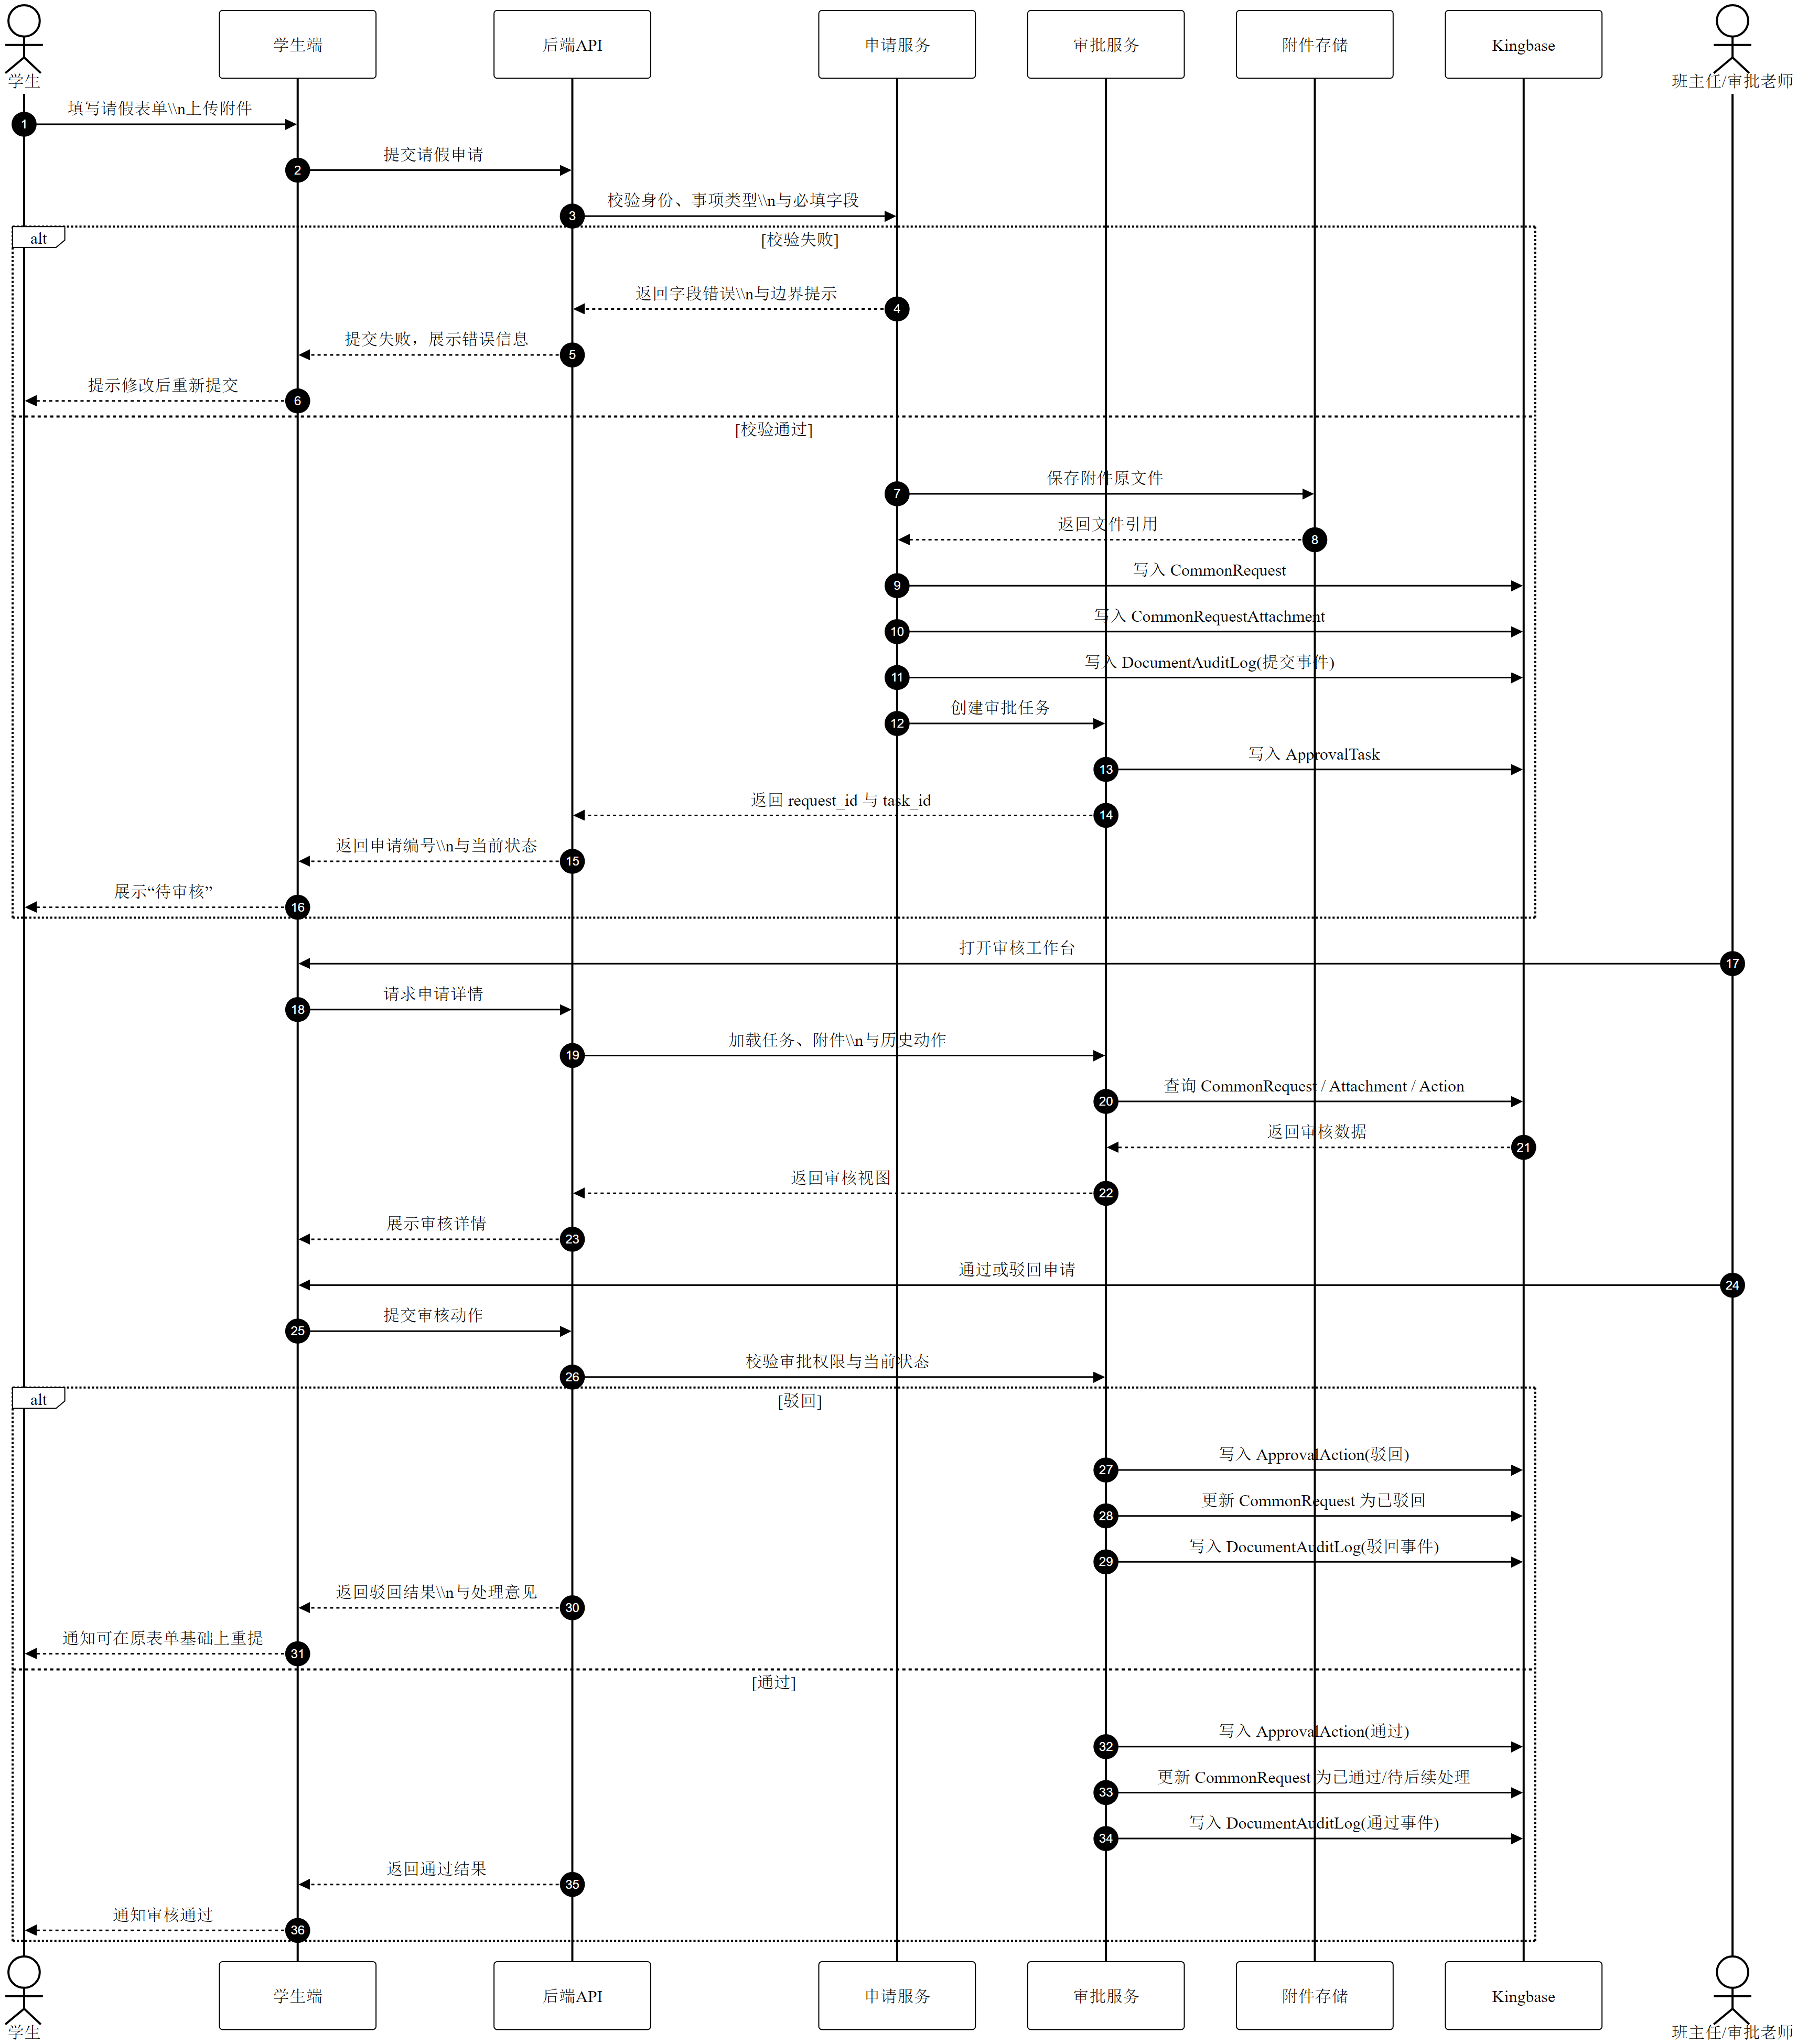 学生
学生端
后端API
申请服务
审批服务
附件存储
Kingbase
班主任/审批老师
填写请假表单\\n上传附件
1
提交请假申请
2
校验身份、事项类型\\n与必填字段
3
alt
[校验失败]
返回字段错误\\n与边界提示
4
提交失败，展示错误信息
5
提示修改后重新提交
6
[校验通过]
保存附件原文件
7
返回文件引用
8
写入 CommonRequest
9
写入 CommonRequestAttachment
10
写入 DocumentAuditLog(提交事件)
11
创建审批任务
12
写入 ApprovalTask
13
返回 request_id 与 task_id
14
返回申请编号\\n与当前状态
15
展示“待审核”
16
打开审核工作台
17
请求申请详情
18
加载任务、附件\\n与历史动作
19
查询 CommonRequest / Attachment / Action
20
返回审核数据
21
返回审核视图
22
展示审核详情
23
通过或驳回申请
24
提交审核动作
25
校验审批权限与当前状态
26
alt
[驳回]
写入 ApprovalAction(驳回)
27
更新 CommonRequest 为已驳回
28
写入 DocumentAuditLog(驳回事件)
29
返回驳回结果\\n与处理意见
30
通知可在原表单基础上重提
31
[通过]
写入 ApprovalAction(通过)
32
更新 CommonRequest 为已通过/待后续处理
33
写入 DocumentAuditLog(通过事件)
34
返回通过结果
35
通知审核通过
36
学生
学生端
后端API
申请服务
审批服务
附件存储
Kingbase
班主任/审批老师